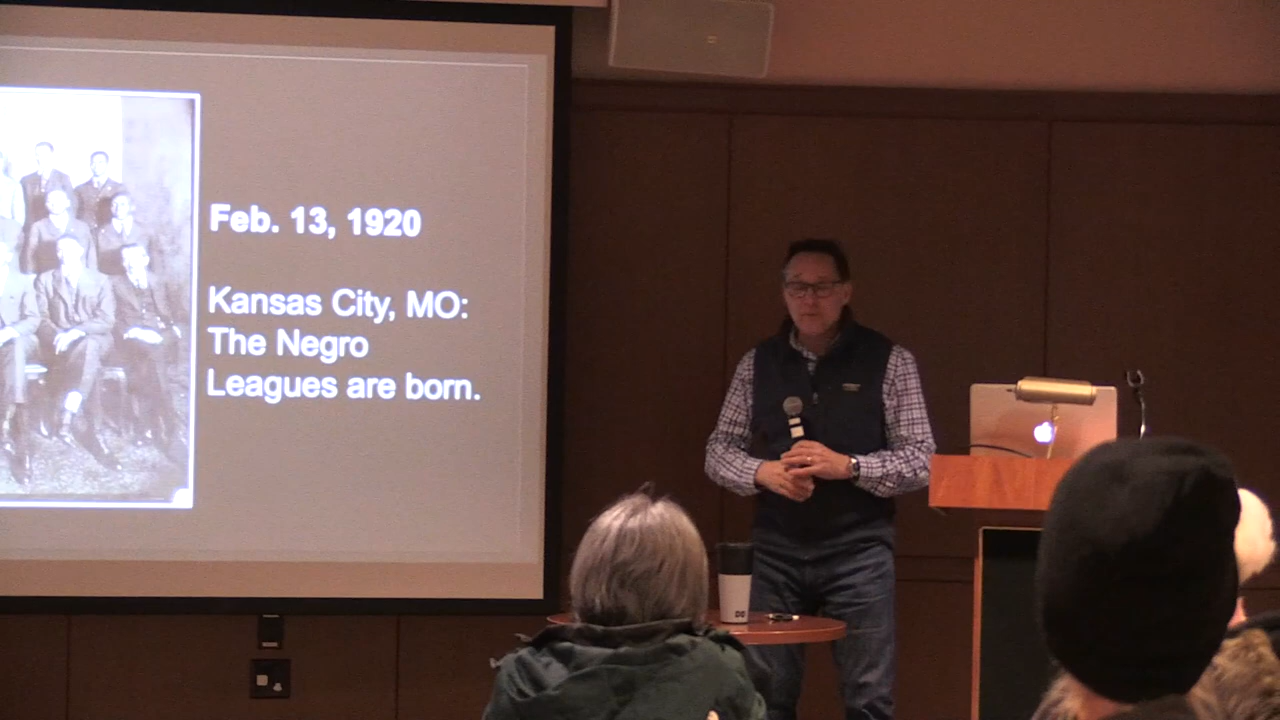 Feb. 13, 1920
Kansas City, MO:
The Negro
Leagues are born.